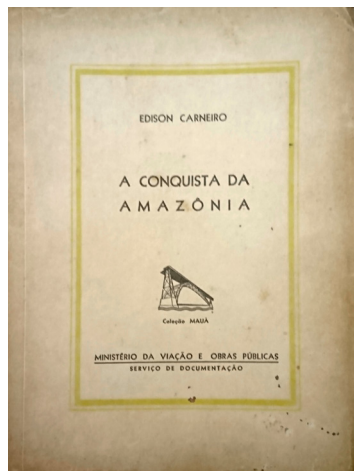 EDISON CARNEIRO
A CONQUISTA DA
AMAZÔNIA
Coleção MAUÁ
MINISTÉRIO DA VIAÇÃO E OBRAS PÚBLICAS
SERVIÇO DE DOCUMENTAÇÃO